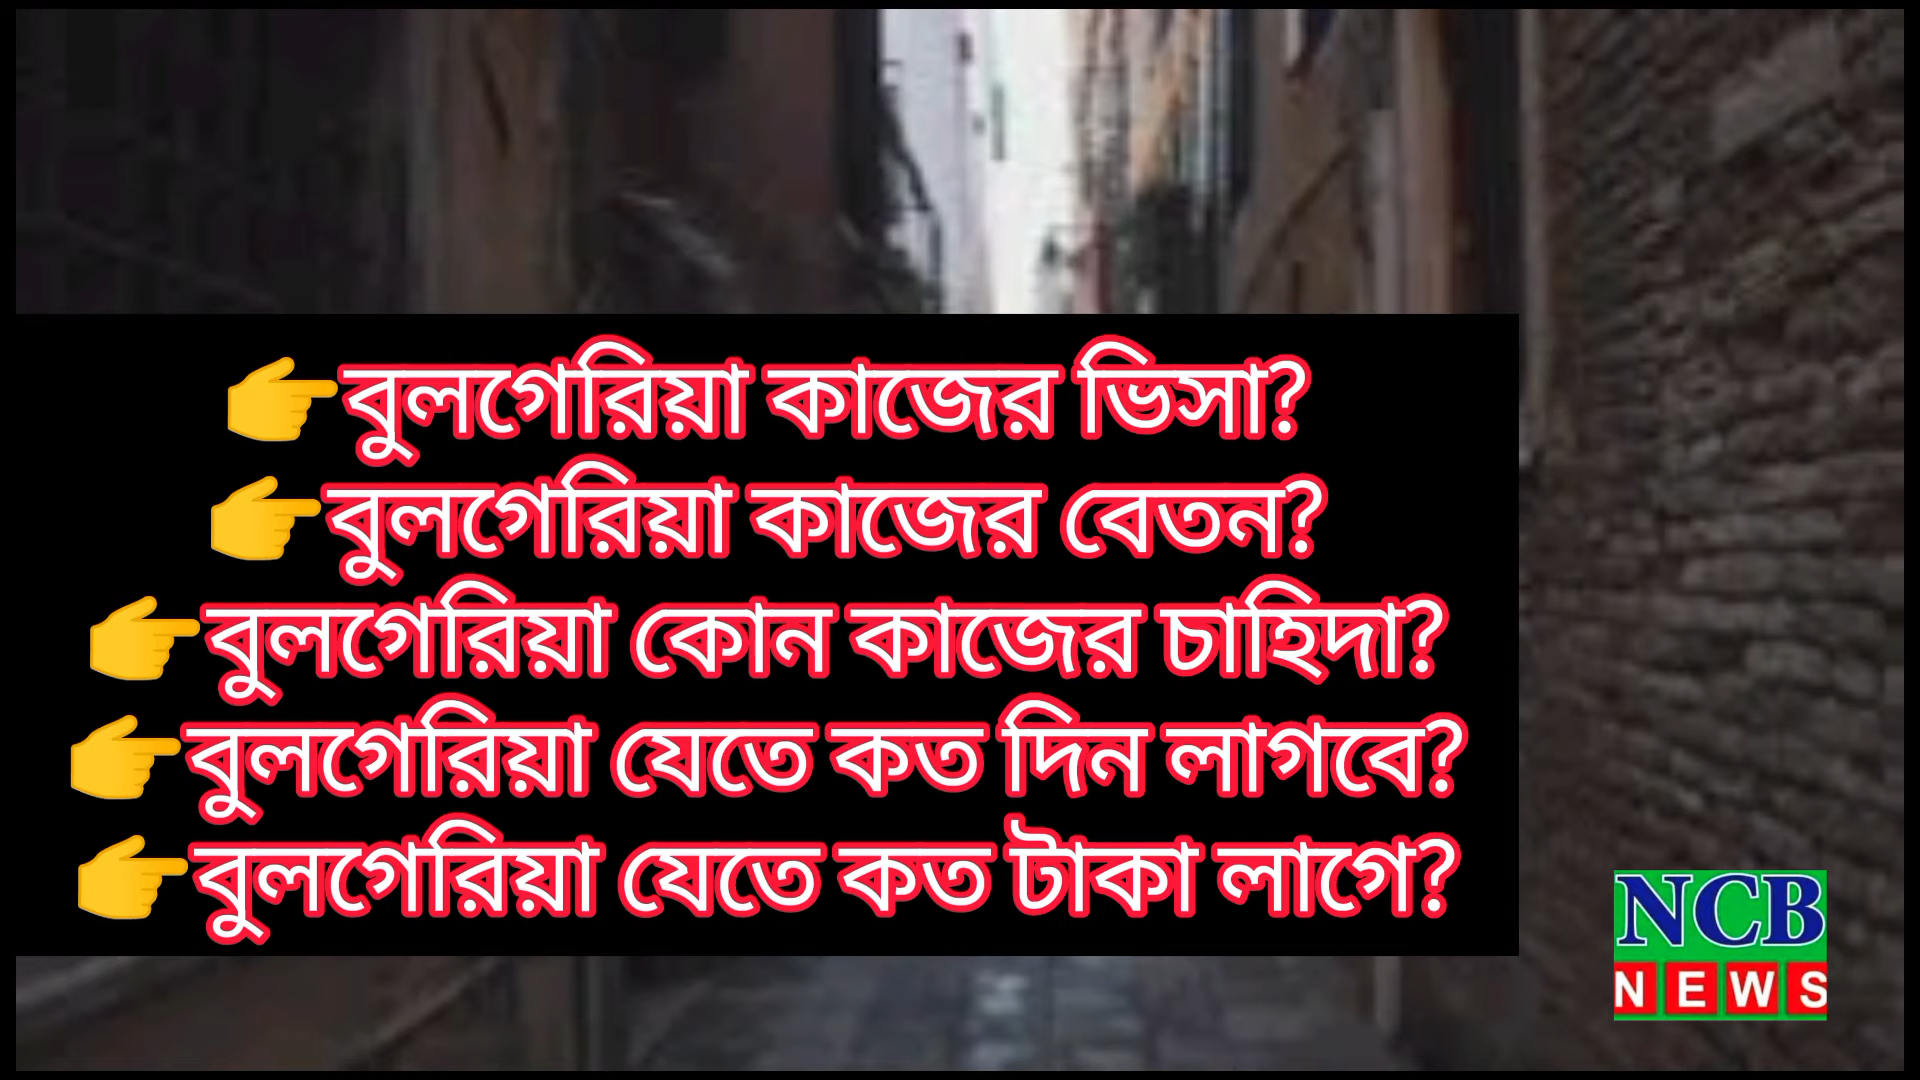 👉বুলগেরিয়া কাজের ভিসা?
👉বুলগেরিয়া কাজের বেতন?
👉বুলগেরিয়া কোন কাজের চাহিদা?
👉বুলগেরিয়া যেতে কত দিন লাগবে?
👉বুলগেরিয়া যেতে কত টাকা লাগে?
NCB
NEWS